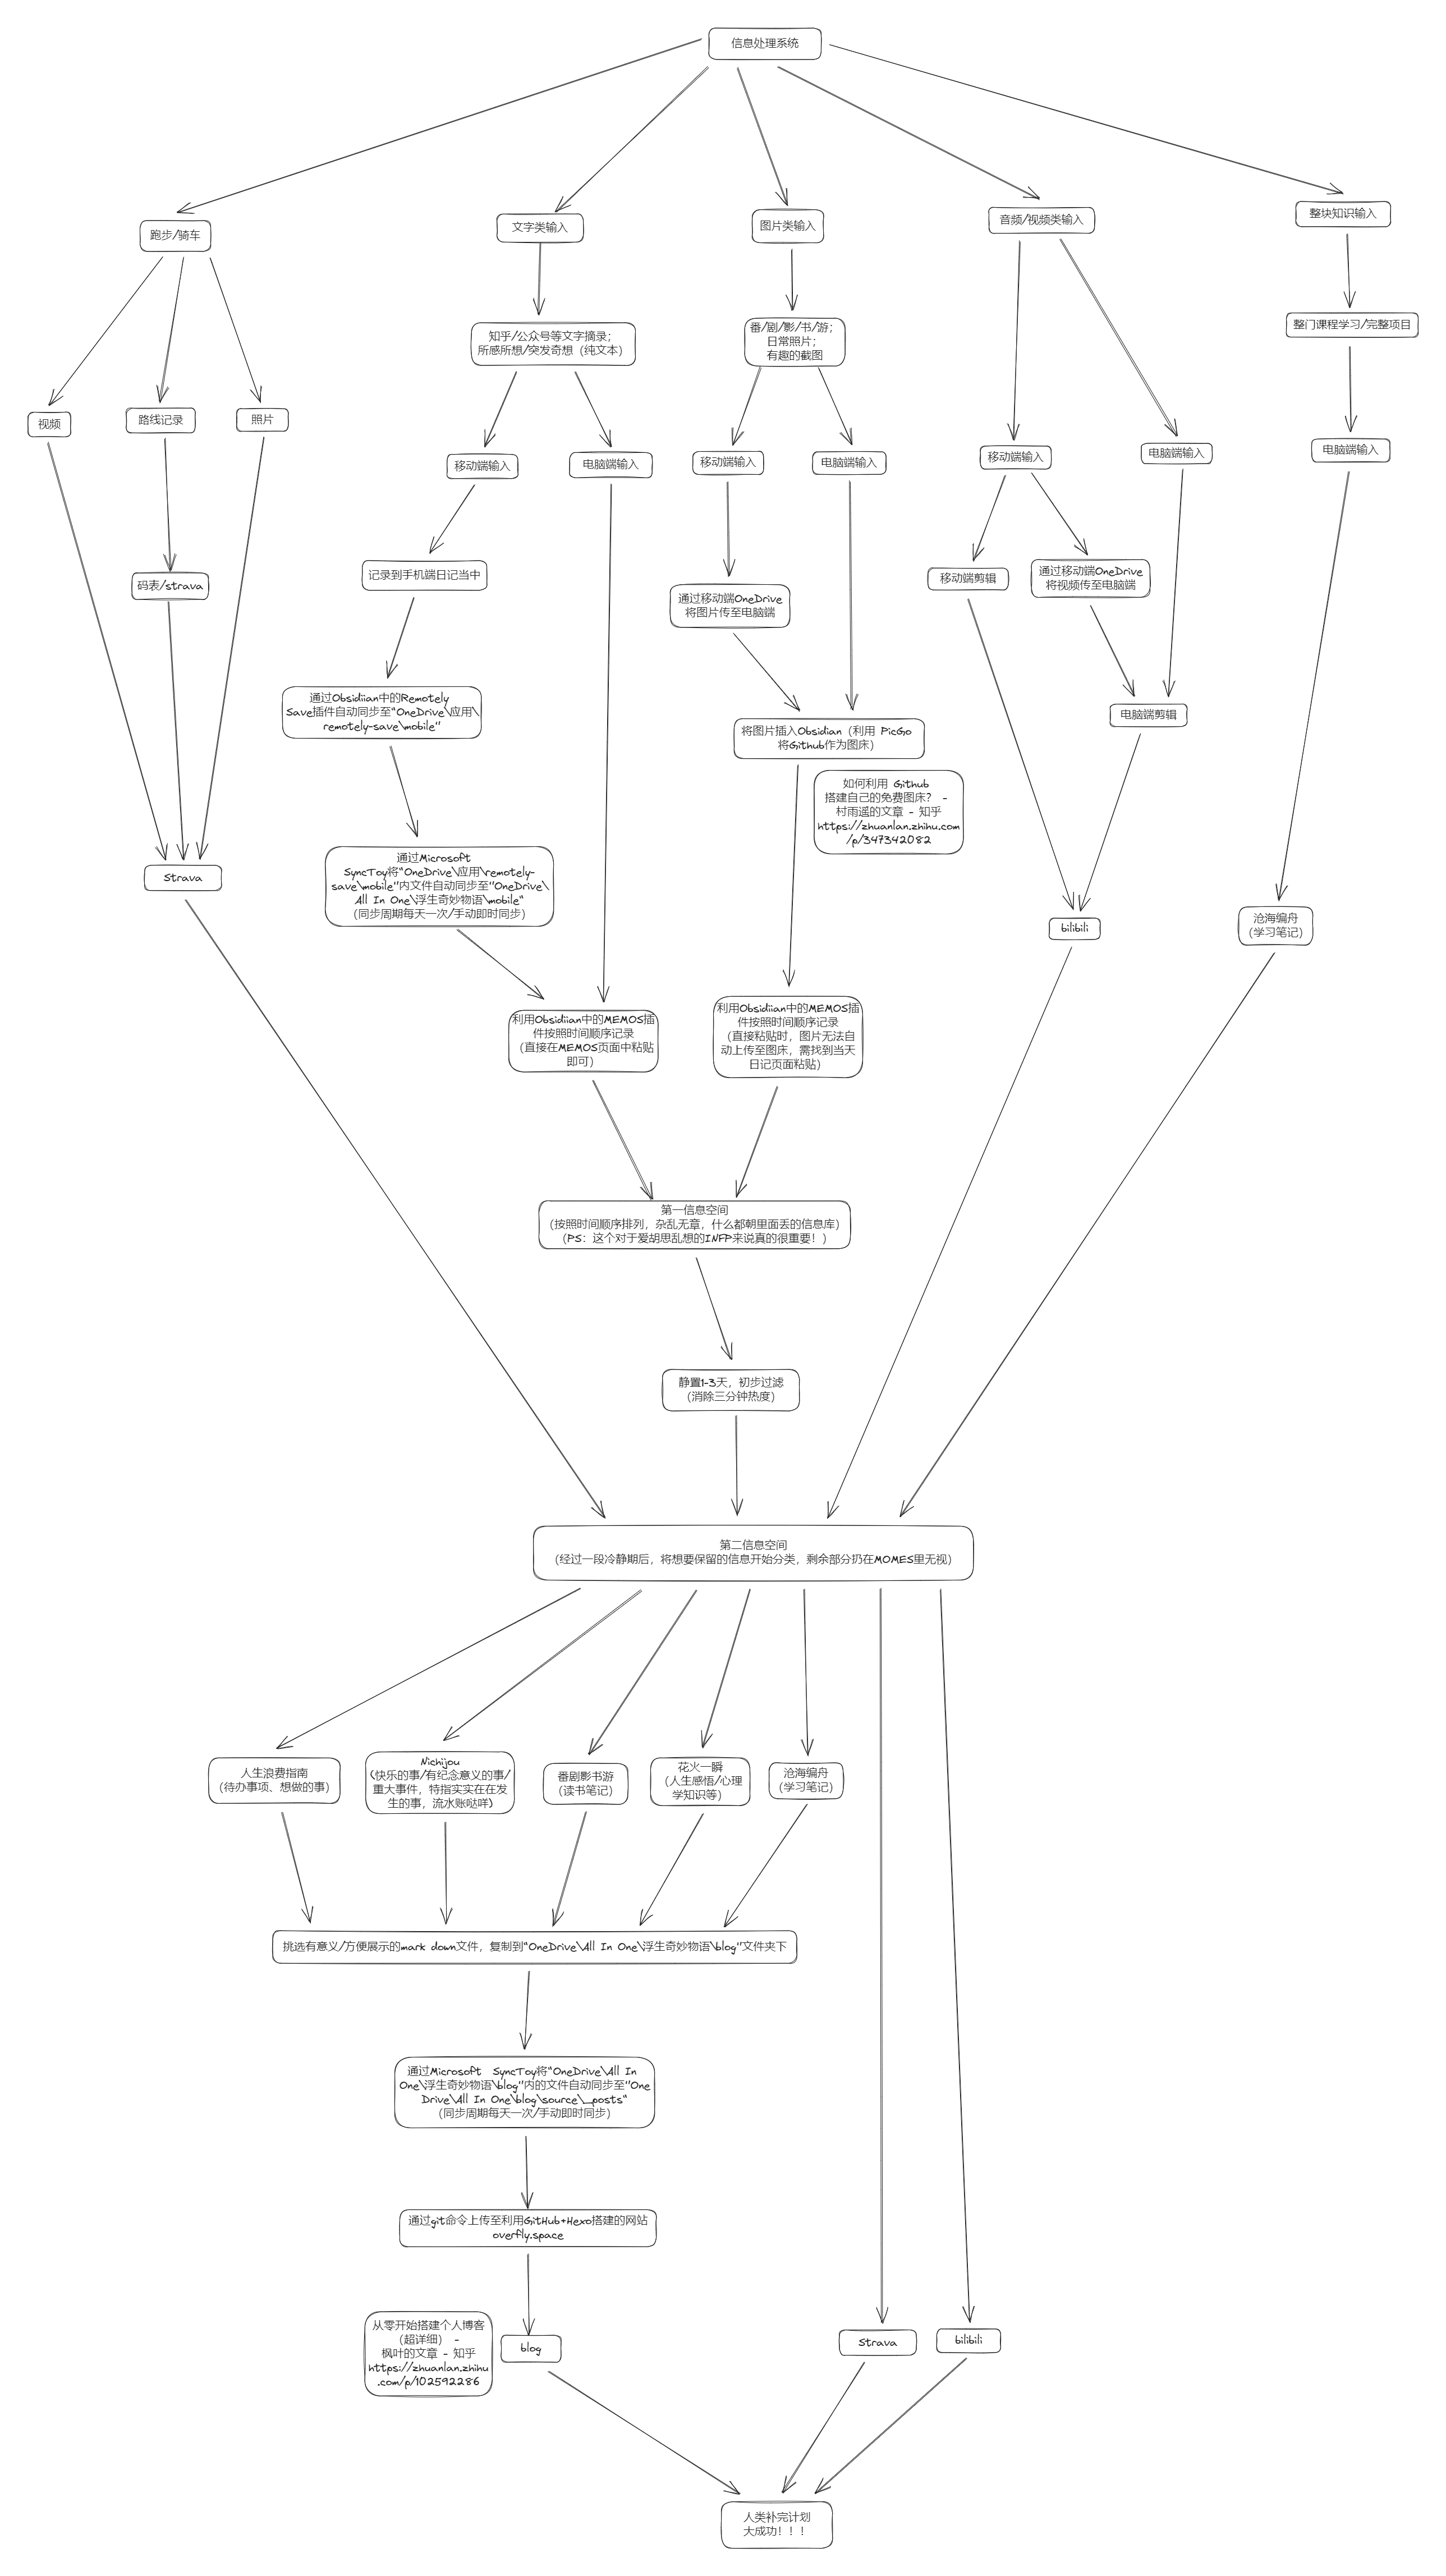 信息处理系统
跑步/骑车
文字类输入
图片类输入
音频/视频类输入
整块知识输入
知乎/公众号等文字摘录；
所感所想/突发奇想（纯文本）
番/剧/影/书/游；
日常照片；
有趣的截图
整门课程学习/完整项目
视频
路线记录
照片
移动端输入
电脑端输入
移动端输入
电脑端输入
移动端输入
电脑端输入
电脑端输入
码表/strava
记录到手机端日记当中
通过移动端OneDrive
将图片传至电脑端
移动端剪辑
通过移动端OneDrive
将视频传至电脑端
通过Obsidiian中的Remotely
Save插件自动同步至“OneDrive\应用\
remotely-save\mobile”
将图片插入Obsidian（利用 PicGo
将Github作为图床）
电脑端剪辑
如何利用 Github
搭建自己的免费图床？ -
村雨遥的文章 - 知乎
https://zhuanlan.zhihu.com
/p/347342082
通过Microsoft
SyncToy将“OneDrive\应用\remotely-
save\mobile”内文件自动同步至“OneDrive\
All In One\浮生奇妙物语\mobile“
（同步周期每天一次/手动即时同步）
Strava
bilibili
沧海编舟
（学习笔记）
利用Obsidiian中的MEMOS插
件按照时间顺序记录
（直接在MEMOS页面中粘贴
即可）
利用Obsidiian中的MEMOS插
件按照时间顺序记录
（直接粘贴时，图片无法自
动上传至图床，需找到当天
日记页面粘贴）
第一信息空间
（按照时间顺序排列，杂乱无章，什么都朝里面丢的信息库）
（PS：这个对于爱胡思乱想的INFP来说真的很重要！）
静置1-3天，初步过滤
（消除三分钟热度）
第二信息空间
（经过一段冷静期后，将想要保留的信息开始分类，剩余部分扔在MOMES里无视）
人生浪费指南
（待办事项、想做的事）
Nichijou
(快乐的事/有纪念意义的事/
重大事件，特指实实在在发
生的事，流水账哒咩)
番剧影书游
（读书笔记）
花火一瞬
（人生感悟/心理
学知识等）
沧海编舟
（学习笔记）
挑选有意义/方便展示的mark down文件，复制到“OneDrive\All In One\浮生奇妙物语\blog”文件夹下
通过Microsoft SyncToy将“OneDrive\All In
One\浮生奇妙物语\blog”内的文件自动同步至“One
Drive\All In One\blog\source\_posts“
（同步周期每天一次/手动即时同步）
通过git命令上传至利用GitHub+Hexo搭建的网站
overfly.space
从零开始搭建个人博客
（超详细） -
枫叶的文章 - 知乎
https://zhuanlan.zhihu
.com/p/102592286
blog
Strava
bilibili
人类补完计划
大成功！！！